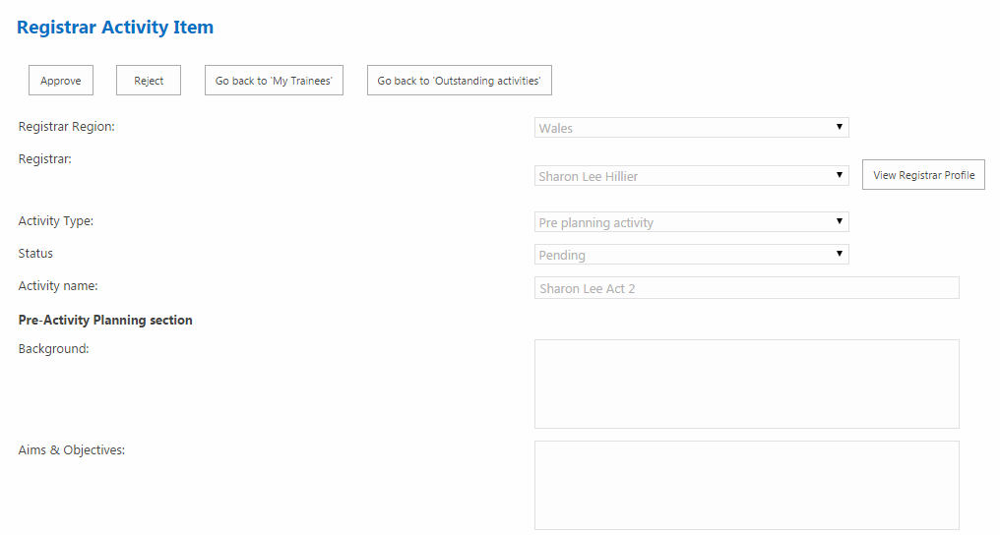 Registrar Activity Item
Approve Reject Go back to 'My Trainees' Go back to 'Outstanding activities'
Registrar Region: Wales
Registrar: Sharon Lee Hillier View Registrar Profile
Activity Type: Pre planning activity
Status Pending
Activity name: Sharon Lee Act 2
Pre-Activity Planning section
Background:
Aims & Objectives: